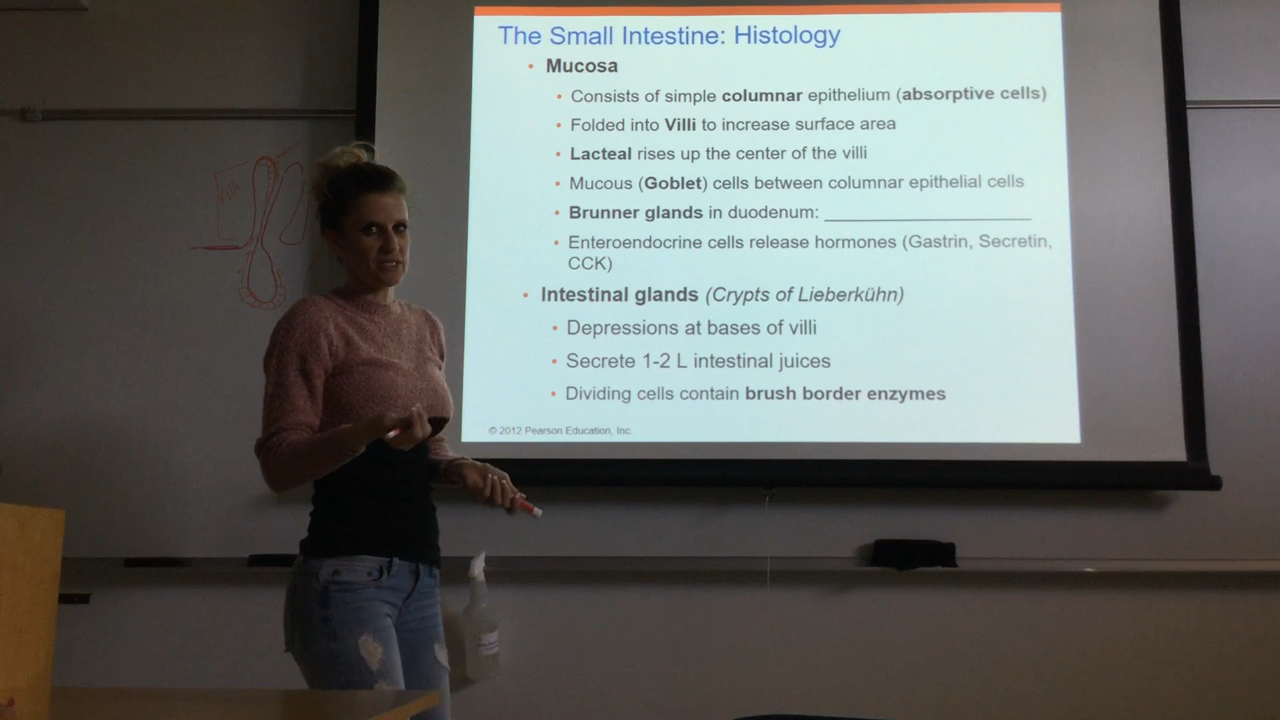 The Small Intestine: Histology
• Mucosa
• Consists of simple columnar epithelium (absorptive cells)
• Folded into Villi to increase surface area
• Lacteal rises up the center of the villi
• Mucous (Goblet) cells between columnar epithelial cells
• Brunner glands in duodenum: ____________________
• Enteroendocrine cells release hormones (Gastrin, Secretin,
CCK)
• Intestinal glands (Crypts of Lieberkühn)
• Depressions at bases of villi
• Secrete 1-2 L intestinal juices
• Dividing cells contain brush border enzymes
© 2012 Pearson Education, Inc.